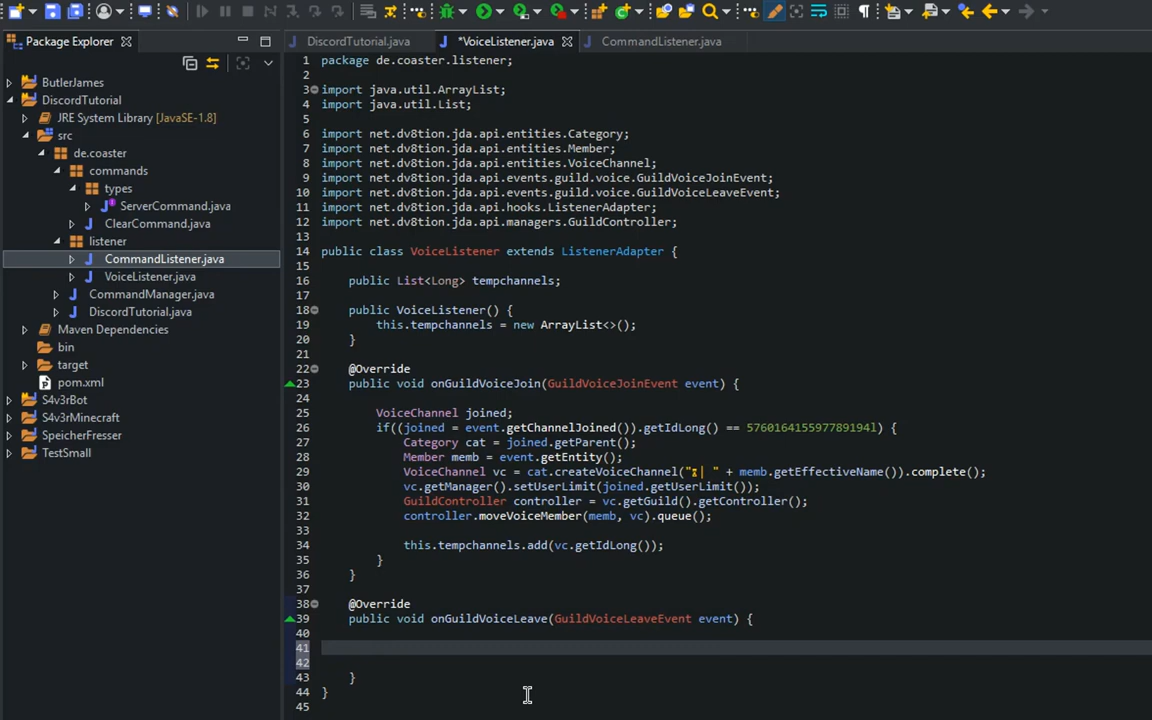 Package Explorer
ButlerJames
DiscordTutorial
JRE System Library [JavaSE-1.8]
src
de.coaster
commands
types
ServerCommand.java
ClearCommand.java
listener
CommandListener.java
VoiceListener.java
CommandManager.java
DiscordTutorial.java
Maven Dependencies
bin
target
pom.xml
S4v3rBot
S4v3rMinecraft
SpeicherFresser
TestSmall
DiscordTutorial.java *VoiceListener.java CommandListener.java
1 package de.coaster.listener;
2
3 import java.util.ArrayList;
4 import java.util.List;
5
6 import net.dv8tion.jda.api.entities.Category;
7 import net.dv8tion.jda.api.entities.Member;
8 import net.dv8tion.jda.api.entities.VoiceChannel;
9 import net.dv8tion.jda.api.events.guild.voice.GuildVoiceJoinEvent;
10 import net.dv8tion.jda.api.events.guild.voice.GuildVoiceLeaveEvent;
11 import net.dv8tion.jda.api.hooks.ListenerAdapter;
12 import net.dv8tion.jda.api.managers.GuildController;
13
14 public class VoiceListener extends ListenerAdapter {
15
16 public List<Long> tempchannels;
17
18 public VoiceListener() {
19 this.tempchannels = new ArrayList<>();
20 }
21
22 @Override
23 public void onGuildVoiceJoin(GuildVoiceJoinEvent event) {
24
25 VoiceChannel joined;
26 if((joined = event.getChannelJoined()).getIdLong() == 576016415597789194l) {
27 Category cat = joined.getParent();
28 Member memb = event.getEntity();
29 VoiceChannel vc = cat.createVoiceChannel("⏳| " + memb.getEffectiveName()).complete();
30 vc.getManager().setUserLimit(joined.getUserLimit());
31 GuildController controller = vc.getGuild().getController();
32 controller.moveVoiceMember(memb, vc).queue();
33
34 this.tempchannels.add(vc.getIdLong());
35 }
36 }
37
38 @Override
39 public void onGuildVoiceLeave(GuildVoiceLeaveEvent event) {
40
41
42
43 }
44 }
45